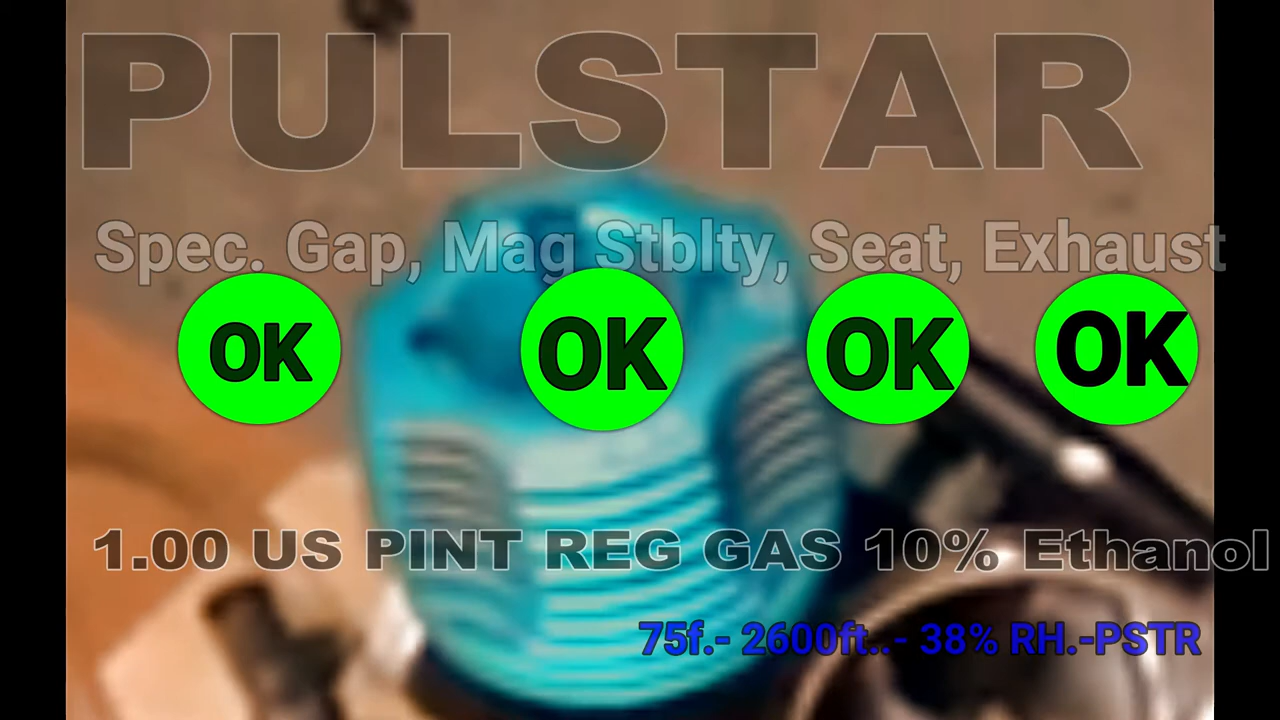 PULSTAR
Spec. Gap, Mag Stblty, Seat, Exhaust
OK OK OK OK
1.00 US PINT REG GAS 10% Ethanol
75f.- 2600ft..- 38% RH.-PSTR